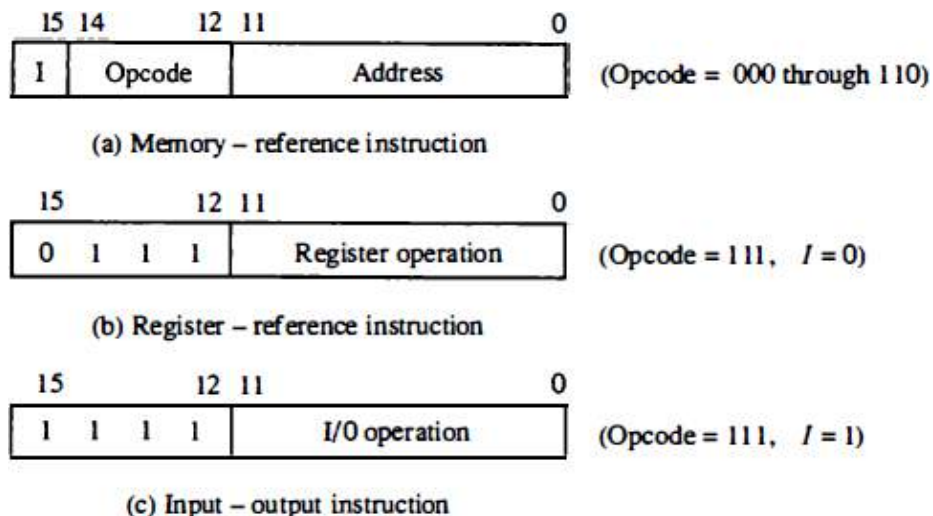 15 14 12 11 0
I Opcode Address (Opcode = 000 through 110)
(a) Memory – reference instruction
15 12 11 0
0 1 1 1 Register operation (Opcode = 111, I = 0)
(b) Register – reference instruction
15 12 11 0
1 1 1 1 I/0 operation (Opcode = 111, I = 1)
(c) Input – output instruction